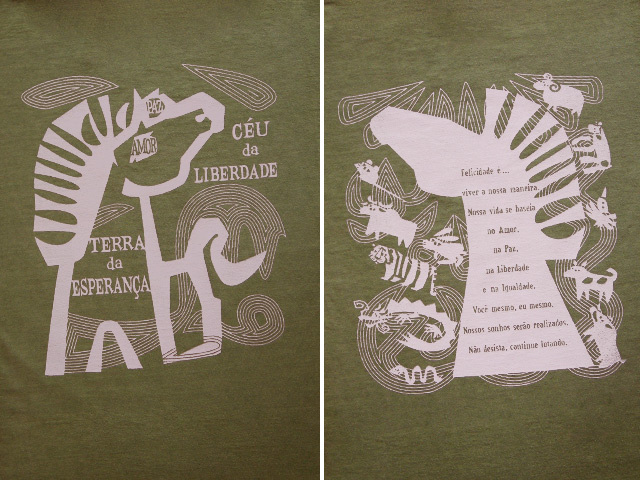 PAZ
AMOR
CÉU
da
LIBERDADE
TERRA
da
ESPERANÇA
Felicidade é...
viver a nossa maneira.
Nossa vida se baseia
no Amor,
na Paz,
na Liberdade
e na Igualdade.
Você mesmo, eu mesmo,
Nossos sonhos serão realizados.
Não desista, continue lutando.